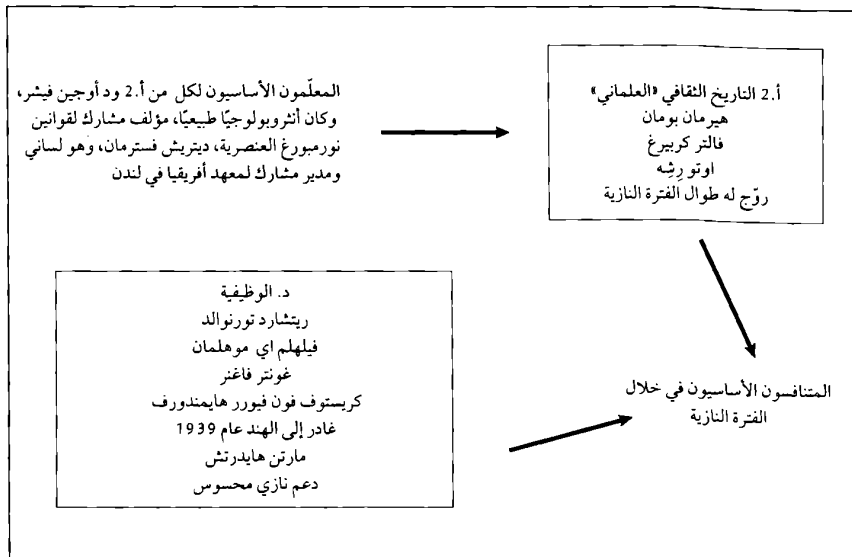 المعلّمون الأساسيون لكل من أ.2 ود أوجين فيشر،
وكان أنثروبولوجيًا طبيعيًا، مؤلف مشارك لقوانين
نورمبورغ العنصرية، ديتريش فسترمان، وهو لساني
ومدير مشارك لمعهد أفريقيا في لندن
أ.2 التاريخ الثقافي «العلماني»
هيرمان بومان
فالتر كربيرغ
اوتو رِشِه
روّج له طوال الفترة النازية
د. الوظيفية
ريتشارد تورنوالد
فيلهلم اي موهلمان
غونتر فاغنر
كريستوف فون فيورر هايمندورف
غادر إلى الهند عام 1939
مارتن هايدرتش
دعم نازي محسوس
المتنافسون الأساسيون في خلال
الفترة النازية